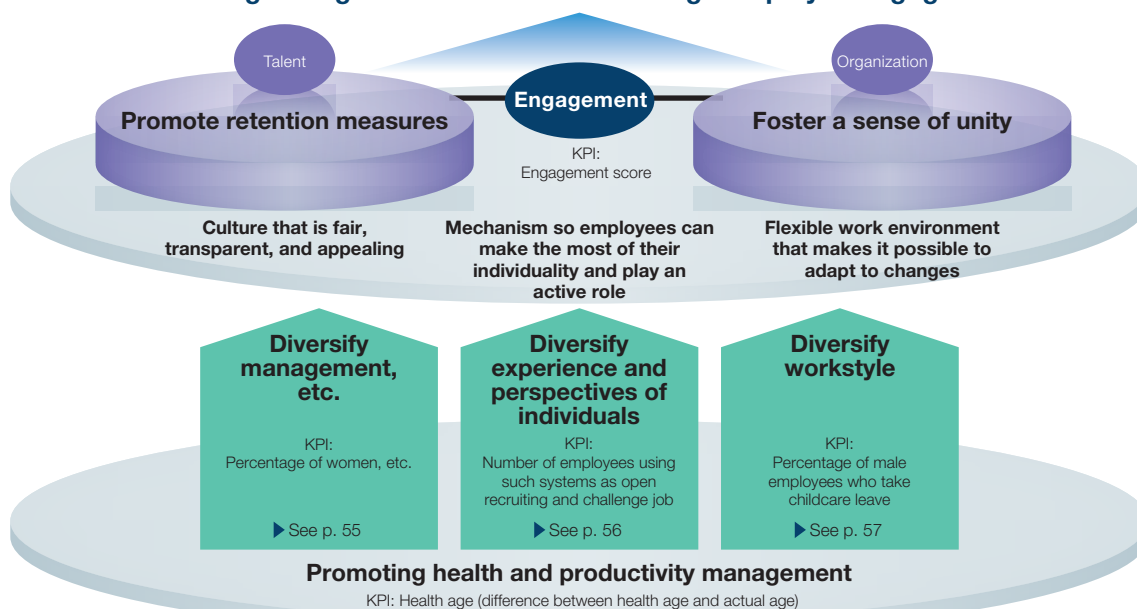 Talent
Organization
Engagement
Promote retention measures
Foster a sense of unity
KPI:
Engagement score
Culture that is fair,
transparent, and appealing
Mechanism so employees can
make the most of their
individuality and play an
active role
Flexible work environment
that makes it possible to
adapt to changes
Diversify
management,
etc.
KPI:
Percentage of women, etc.
See p. 55
Diversify
experience and
perspectives of
individuals
KPI:
Number of employees using
such systems as open
recruiting and challenge job
See p. 56
Diversify
workstyle
KPI:
Percentage of male
employees who take
childcare leave
See p. 57
Promoting health and productivity management
KPI: Health age (difference between health age and actual age)